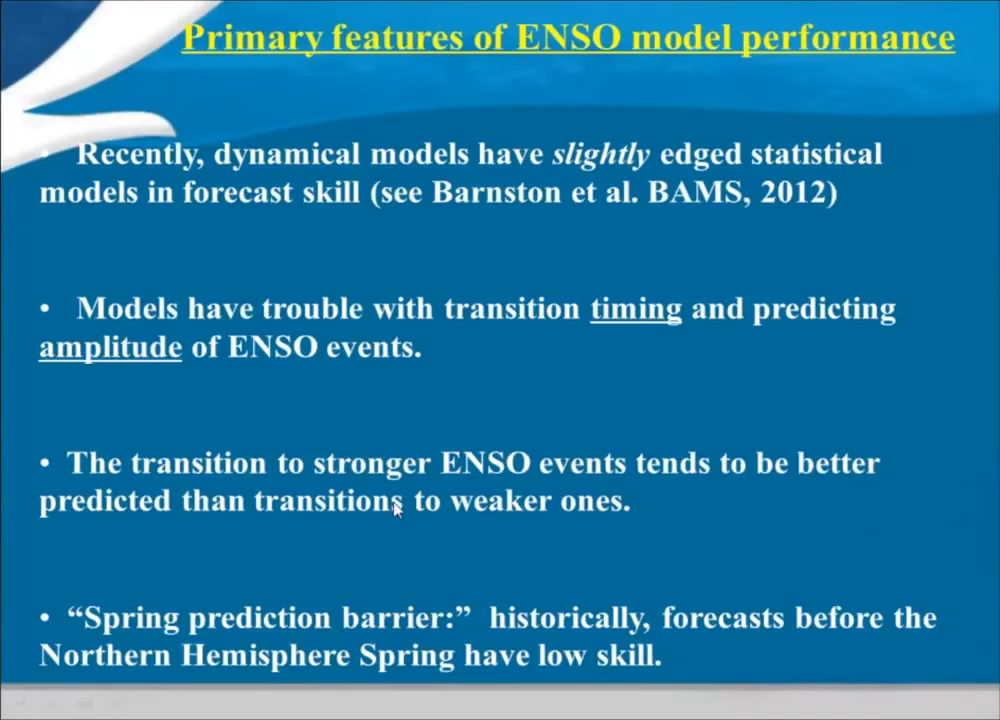 Primary features of ENSO model performance
• Recently, dynamical models have slightly edged statistical
models in forecast skill (see Barnston et al. BAMS, 2012)
• Models have trouble with transition timing and predicting
amplitude of ENSO events.
• The transition to stronger ENSO events tends to be better
predicted than transitions to weaker ones.
• “Spring prediction barrier:” historically, forecasts before the
Northern Hemisphere Spring have low skill.